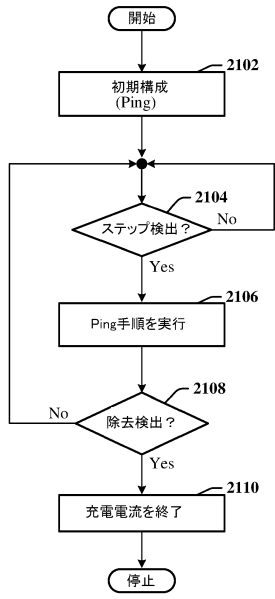 開始
2102
初期構成
(Ping)
2104
ステップ検出？
No
Yes
2106
Ping手順を実行
2108
除去検出？
No
Yes
2110
充電電流を終了
停止